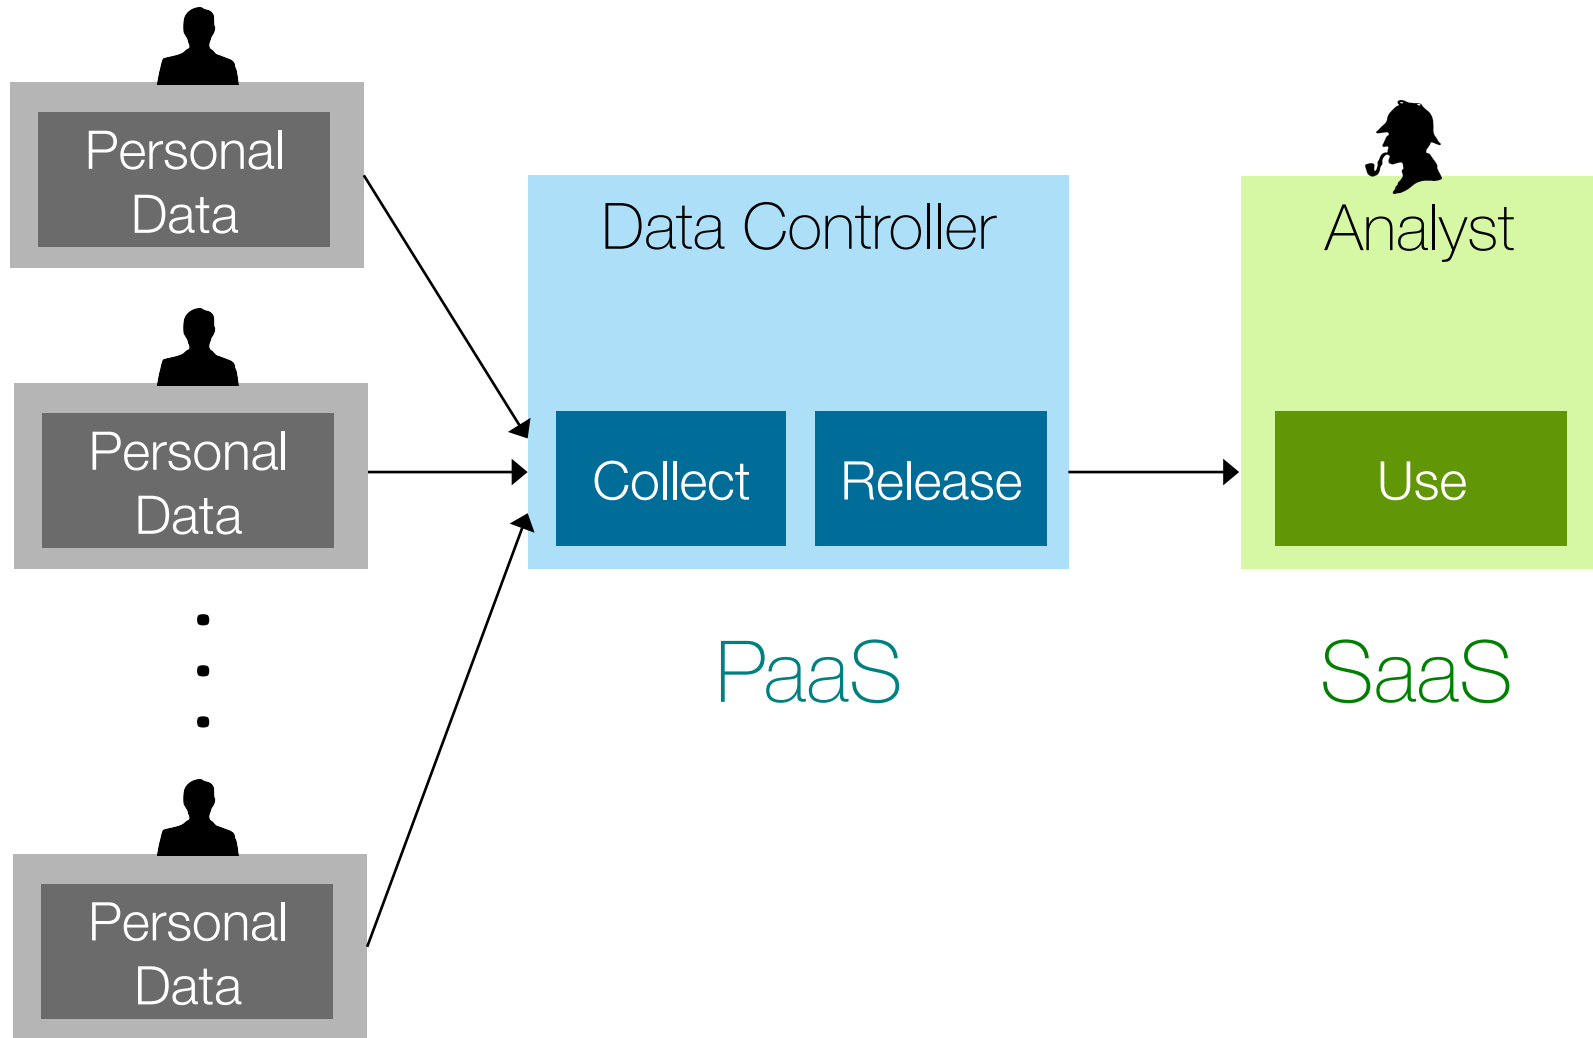 Personal
Data
Personal
Data
Personal
Data
Data Controller
Collect
Release
PaaS
Analyst
Use
SaaS